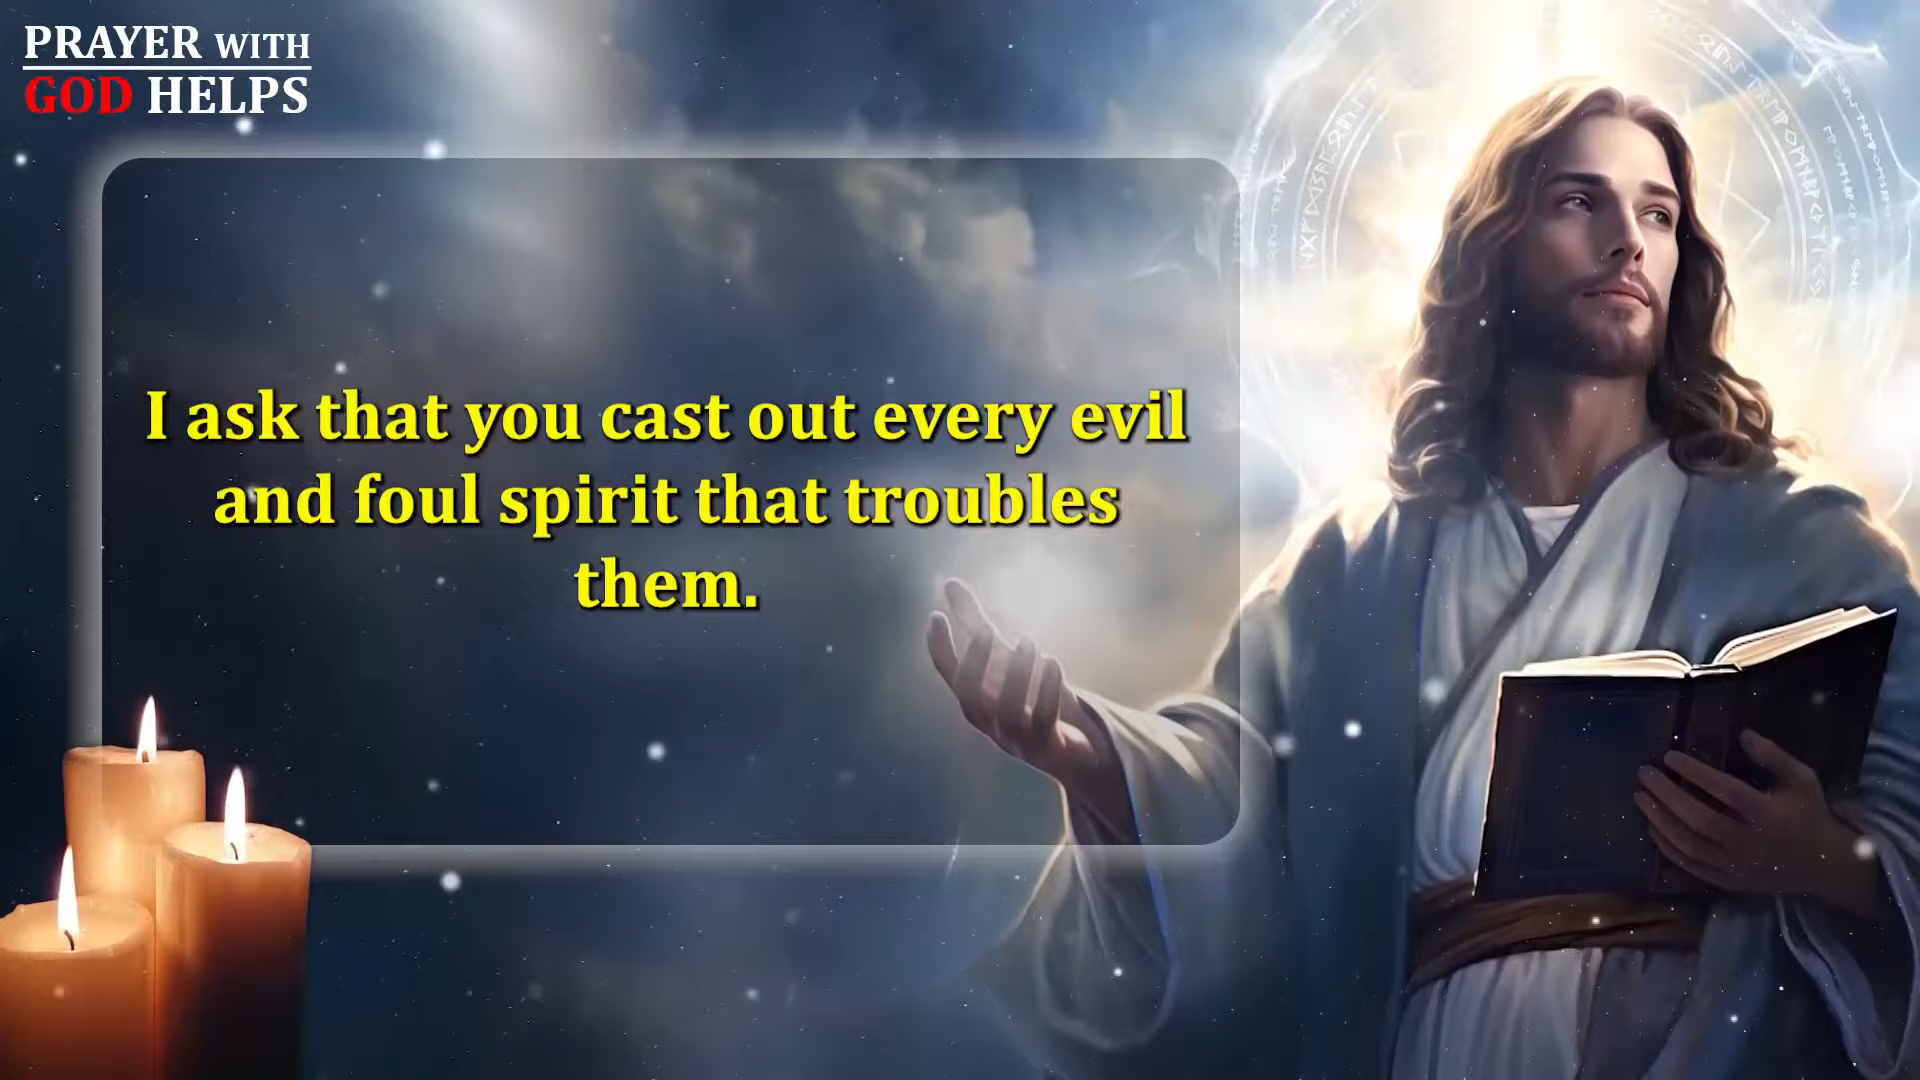 PRAYER WITH
GOD HELPS
I ask that you cast out every evil
and foul spirit that troubles
them.